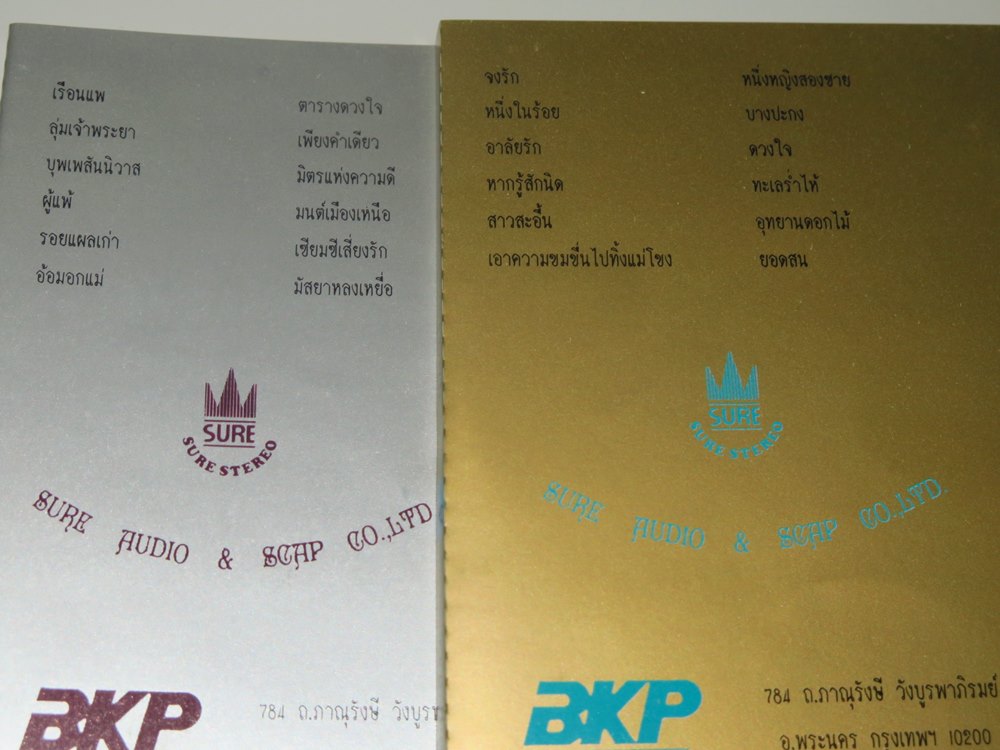 เรือนแพ
ลุ่มเจ้าพระยา
บุพเพสันนิวาส
ผู้แพ้
รอยแผลเก่า
อ้อมอกแม่
ตารางดวงใจ
เพียงคำเดียว
มิตรแห่งความดี
มนต์เมืองเหนือ
เซียมซีเสี่ยงรัก
มัสยาหลงเหยื่อ
SURE
SURE STEREO
SURE AUDIO & SCAP CO.,LTD
BKP
784 ถ.ภาณุรังษี วังบูรพ
จงรัก
หนึ่งในร้อย
อาลัยรัก
หากรู้สักนิด
สาวสะอื้น
เอาความขมขื่นไปทิ้งแม่โขง
หนึ่งหญิงสองชาย
บางปะกง
ดวงใจ
ทะเลร่ำไห้
อุทยานดอกไม้
ยอดสน
SURE
SURE STEREO
SURE AUDIO & SCAP CO.,LTD.
BKP
784 ถ.ภาณุรังษี วังบูรพาภิรมย์
อ.พระนคร กรุงเทพฯ 10200